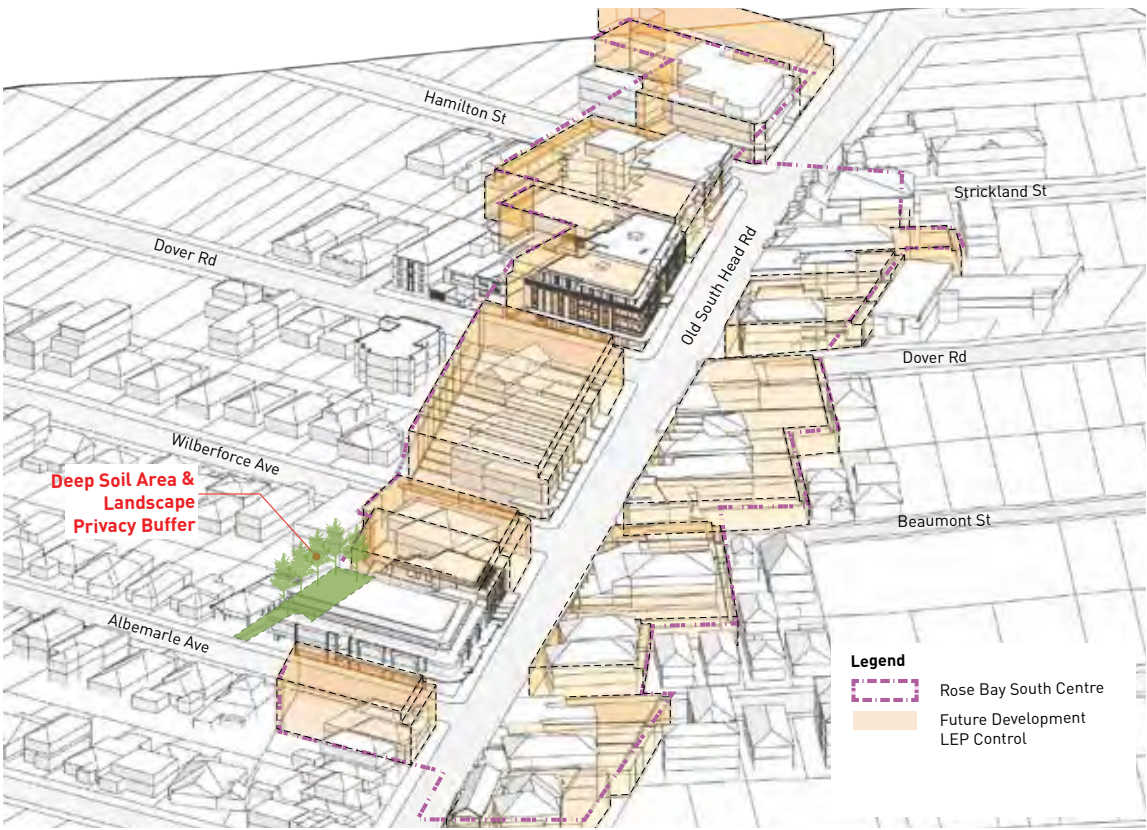 Hamilton St
Strickland St
Dover Rd
Old South Head Rd
Dover Rd
Wilberforce Ave
Deep Soil Area &
Landscape
Privacy Buffer
Beaumont St
Albemarle Ave
Legend
Rose Bay South Centre
Future Development
LEP Control